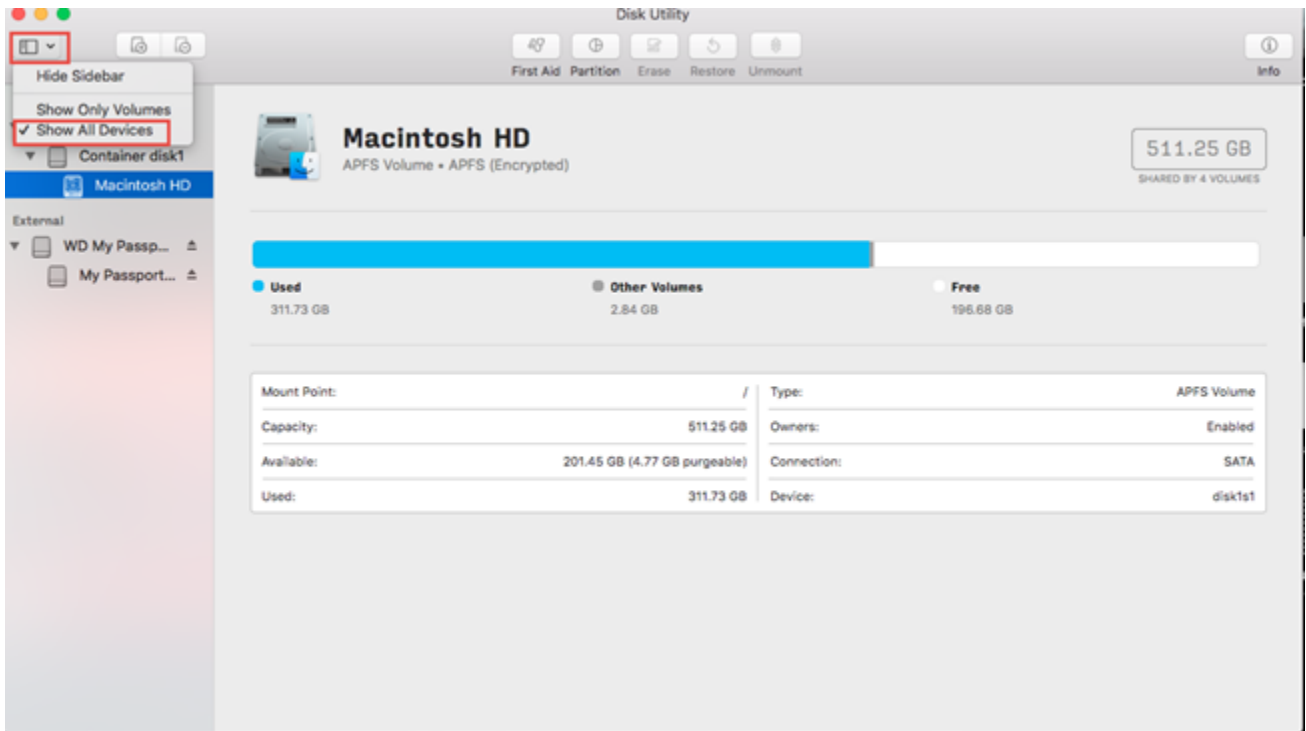 Disk Utility
First Aid Partition Erase Restore Unmount
Info
Hide Sidebar
Show Only Volumes
✓ Show All Devices
Container disk1
Macintosh HD
External
WD My Passp...
My Passport...
Macintosh HD
APFS Volume • APFS (Encrypted)
511.25 GB
SHARED BY 4 VOLUMES
Used
311.73 GB
Other Volumes
2.84 GB
Free
196.68 GB
Mount Point: /
Capacity: 511.25 GB
Available: 201.45 GB (4.77 GB purgeable)
Used: 311.73 GB
Type: APFS Volume
Owners: Enabled
Connection: SATA
Device: disk1s1